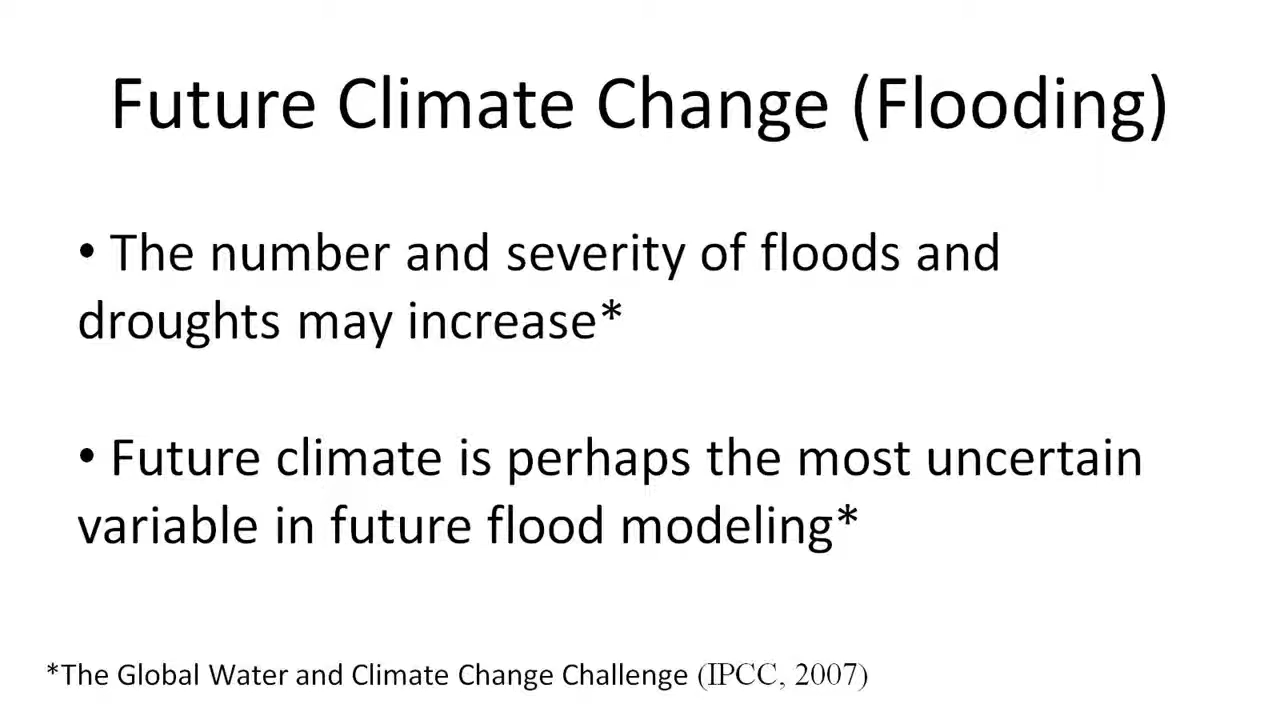 Future Climate Change (Flooding)
• The number and severity of floods and
droughts may increase*
• Future climate is perhaps the most uncertain
variable in future flood modeling*
*The Global Water and Climate Change Challenge (IPCC, 2007)